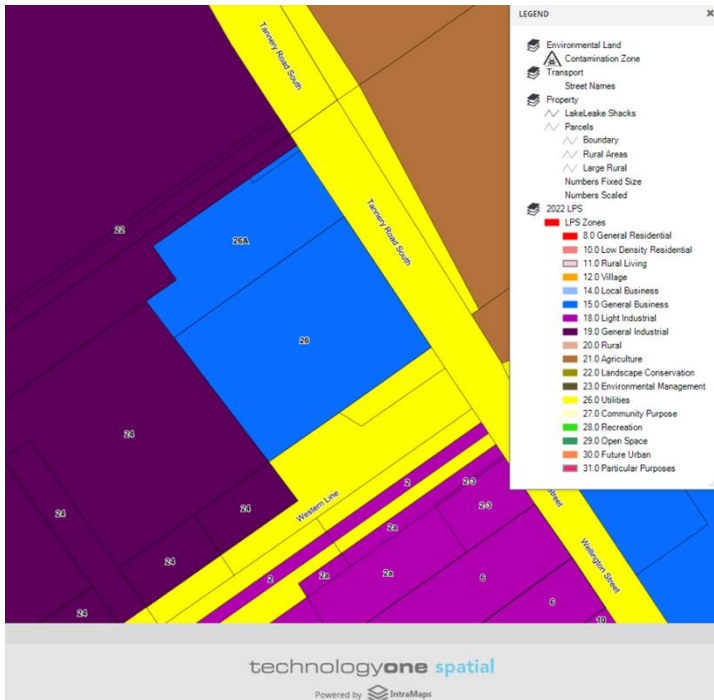 LEGEND
Environmental Land
Contamination Zone
Transport
Street Names
Property
LakeLeake Shacks
Parcels
Boundary
Rural Areas
Large Rural
Numbers Fixed Size
Numbers Scaled
2022 LPS
LPS Zones
8.0 General Residential
10.0 Low Density Residential
11.0 Rural Living
12.0 Village
14.0 Local Business
15.0 General Business
18.0 Light Industrial
19.0 General Industrial
20.0 Rural
21.0 Agriculture
22.0 Landscape Conservation
23.0 Environmental Management
26.0 Utilities
27.0 Community Purpose
28.0 Recreation
29.0 Open Space
30.0 Future Urban
31.0 Particular Purposes
Tannery Road South
Tannery Road South
22
26A
26
24
24
24
24
24
24
Western Line
2
2
2-3
2-3
2a
2a
2a
6
6
10
Street
Wellington Street
technologyone spatial
Powered by IntraMaps